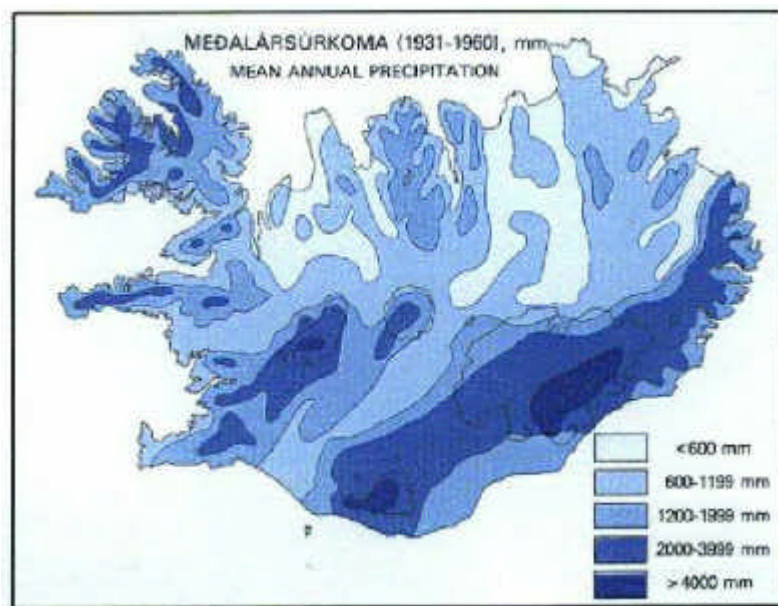 MEÐALÁRSÚRKOMA (1931-1960), mm
MEAN ANNUAL PRECIPITATION
<600 mm
600-1199 mm
1200-1999 mm
2000-3999 mm
>4000 mm